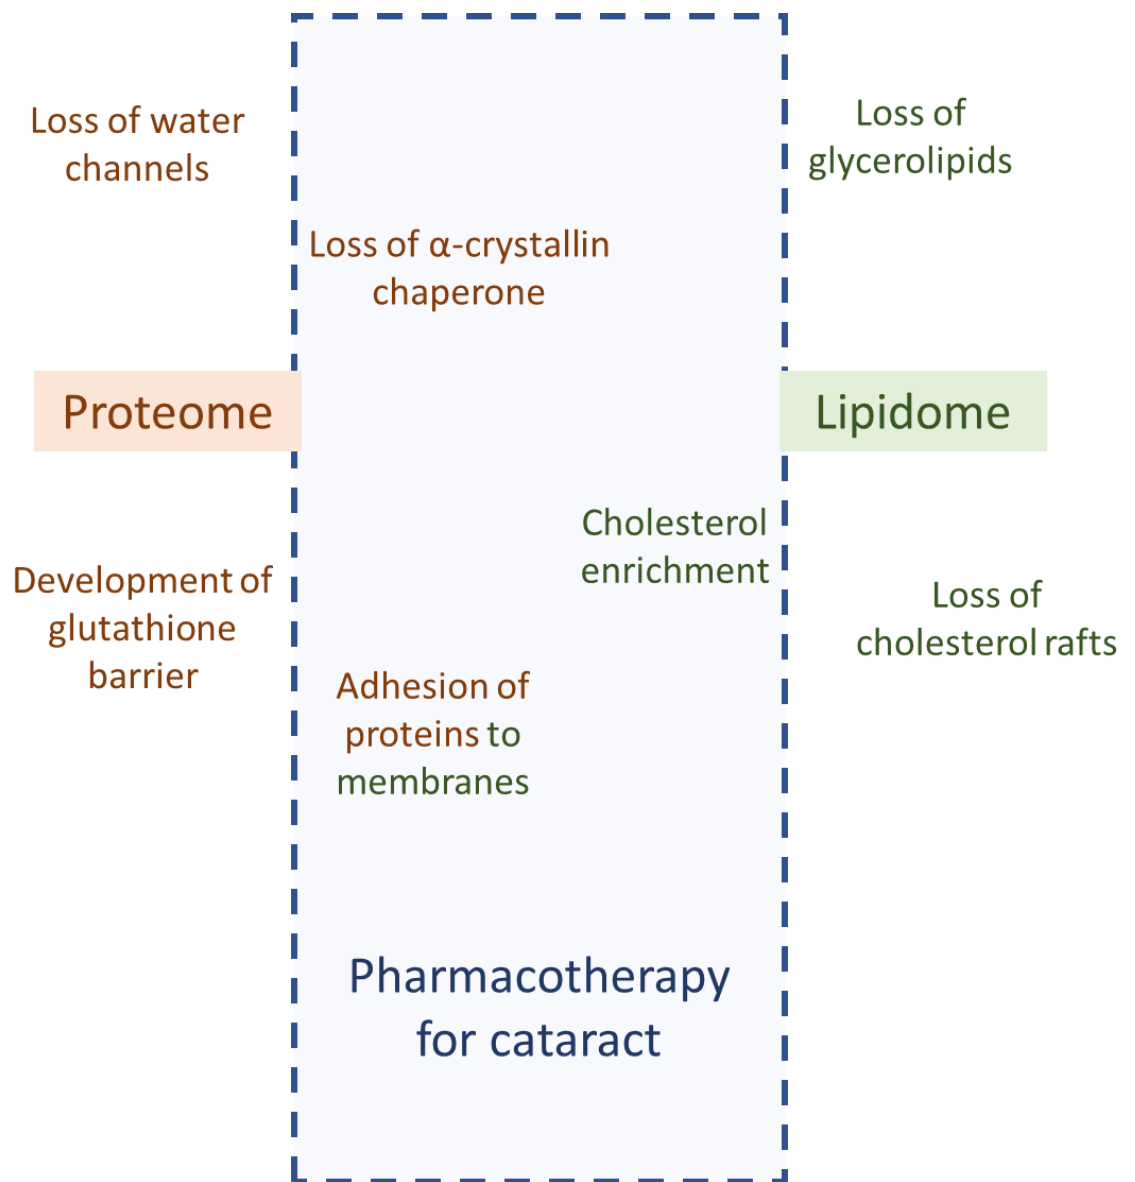 Loss of water
channels
Loss of
glycerolipids
Loss of α-crystallin
chaperone
Proteome
Lipidome
Cholesterol
enrichment
Development of
glutathione
barrier
Loss of
cholesterol rafts
Adhesion of
proteins to
membranes
Pharmacotherapy
for cataract